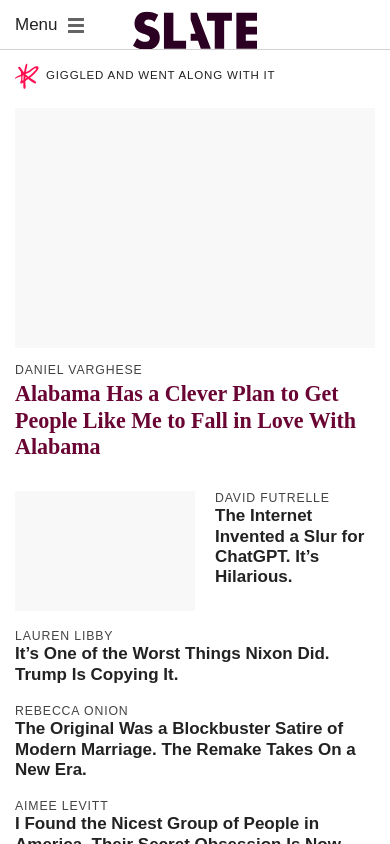 Menu
SLATE
GIGGLED AND WENT ALONG WITH IT
DANIEL VARGHESE
Alabama Has a Clever Plan to Get
People Like Me to Fall in Love With
Alabama
DAVID FUTRELLE
The Internet
Invented a Slur for
ChatGPT. It’s
Hilarious.
LAUREN LIBBY
It’s One of the Worst Things Nixon Did.
Trump Is Copying It.
REBECCA ONION
The Original Was a Blockbuster Satire of
Modern Marriage. The Remake Takes On a
New Era.
AIMEE LEVITT
I Found the Nicest Group of People in
America. Their Secret Obsession Is Now